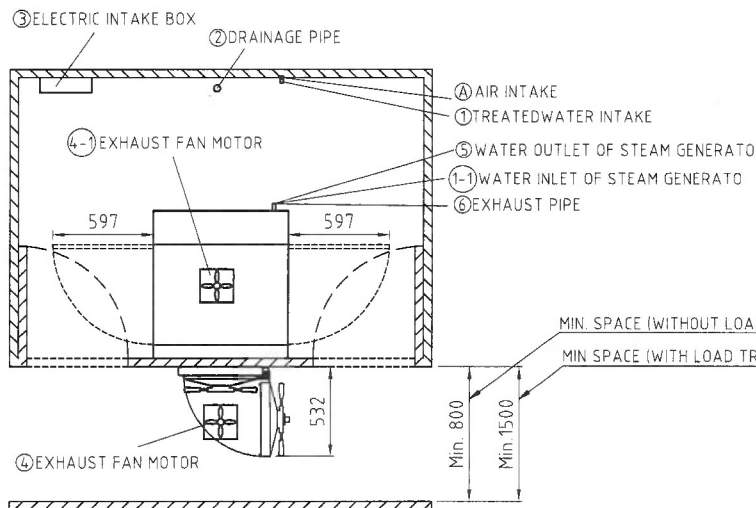 ③ELECTRIC INTAKE BOX
②DRAINAGE PIPE
ⒶAIR INTAKE
①TREATEDWATER INTAKE
4-1 EXHAUST FAN MOTOR
⑤WATER OUTLET OF STEAM GENERATO
1-1 WATER INLET OF STEAM GENERATO
⑥EXHAUST PIPE
597
597
MIN. SPACE (WITHOUT LOA
MIN SPACE (WITH LOAD TR
532
Min. 800
Min.1500
④EXHAUST FAN MOTOR